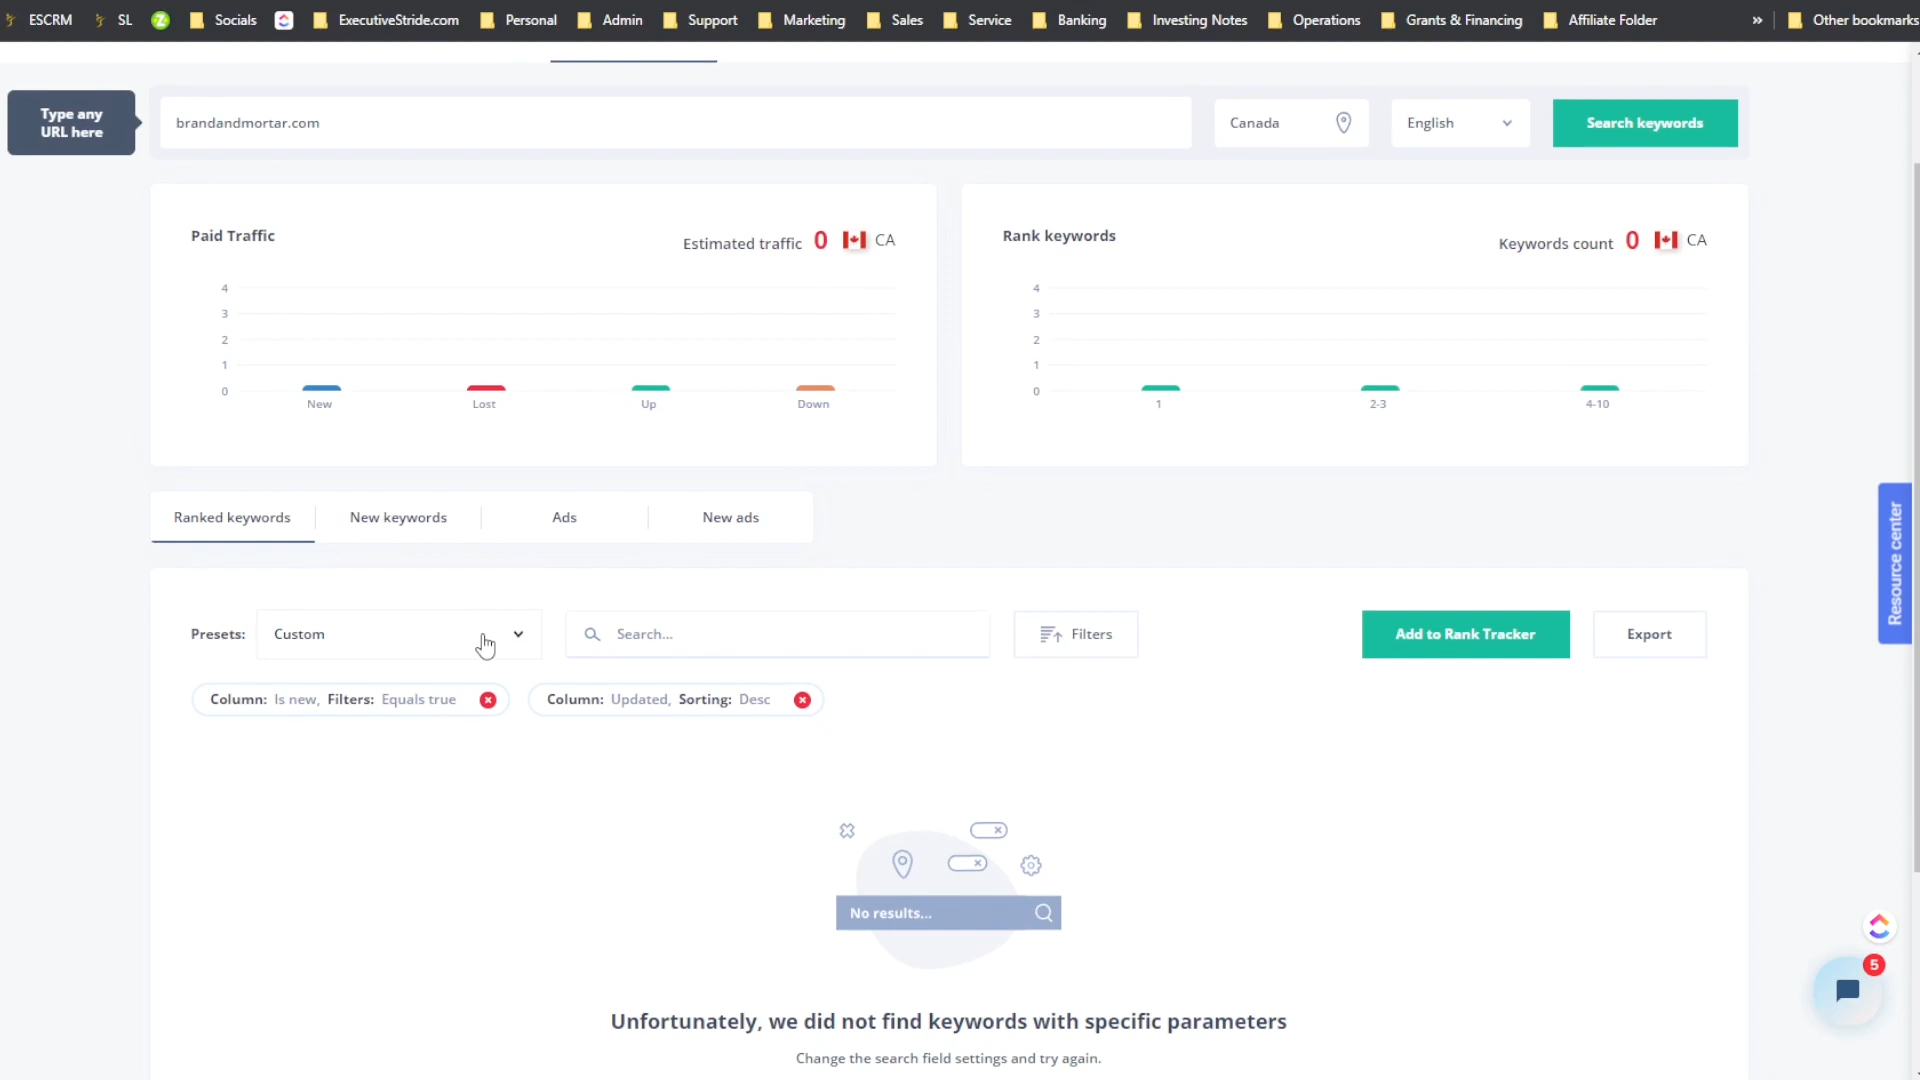 ESCRM SL Socials ExecutiveStride.com Personal Admin Support Marketing Sales Service Banking Investing Notes Operations Grants & Financing Affiliate Folder » Other bookmarks
Type any
URL here
brandandmortar.com
Canada
English
Search keywords
Paid Traffic
Estimated traffic 0 CA
4
3
2
1
0
New Lost Up Down
Rank keywords
Keywords count 0 CA
4
3
2
1
0
1 2-3 4-10
Ranked keywords New keywords Ads New ads
Resource center
Presets: Custom
Search...
Filters
Add to Rank Tracker
Export
Column: Is new, Filters: Equals true
Column: Updated, Sorting: Desc
No results...
5
Unfortunately, we did not find keywords with specific parameters
Change the search field settings and try again.